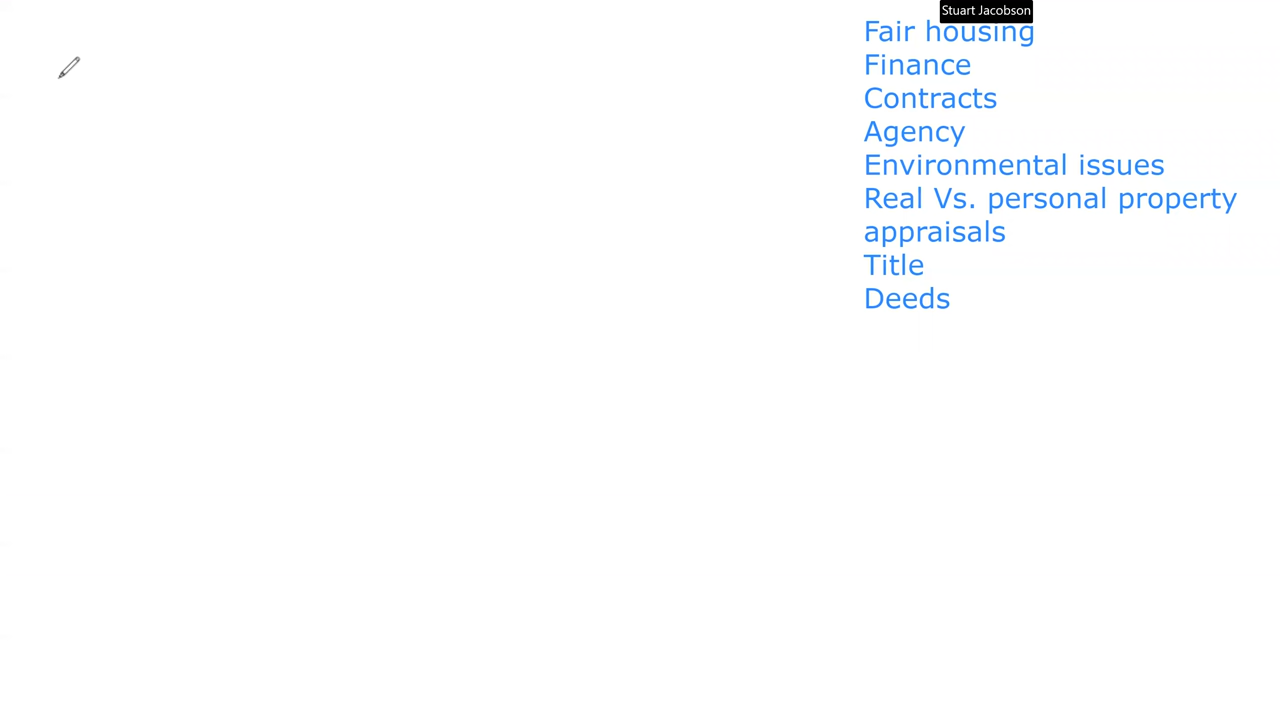 Stuart Jacobson
Fair housing
Finance
Contracts
Agency
Environmental issues
Real Vs. personal property
appraisals
Title
Deeds